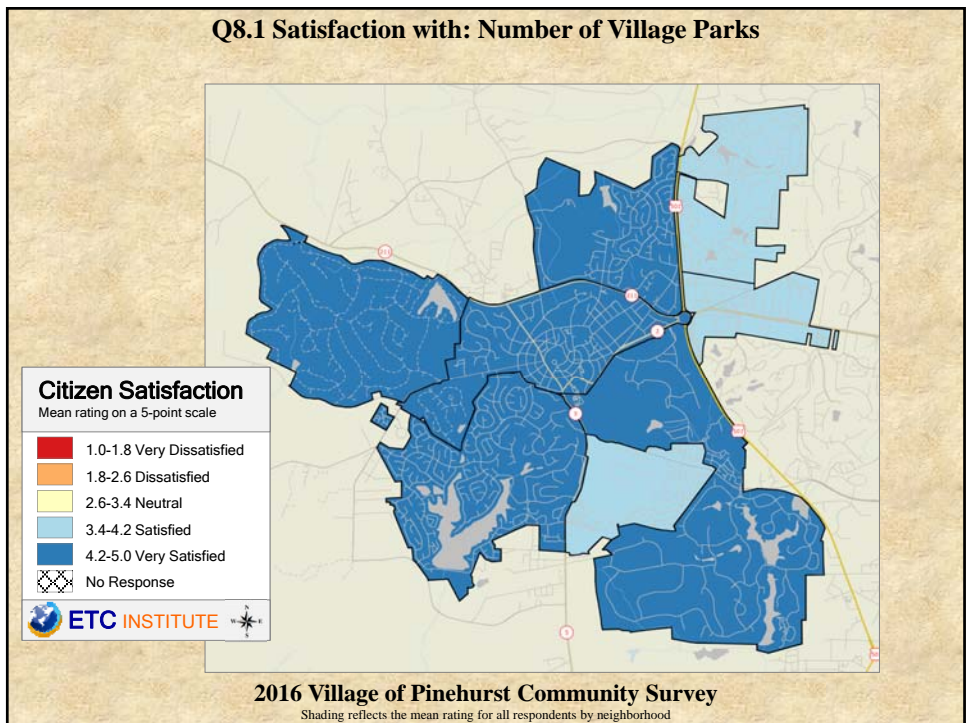 Q8.1 Satisfaction with: Number of Village Parks
Citizen Satisfaction
Mean rating on a 5-point scale
1.0-1.8 Very Dissatisfied
1.8-2.6 Dissatisfied
2.6-3.4 Neutral
3.4-4.2 Satisfied
4.2-5.0 Very Satisfied
No Response
ETC INSTITUTE
N
W E
S
211
5
2016 Village of Pinehurst Community Survey
Shading reflects the mean rating for all respondents by neighborhood